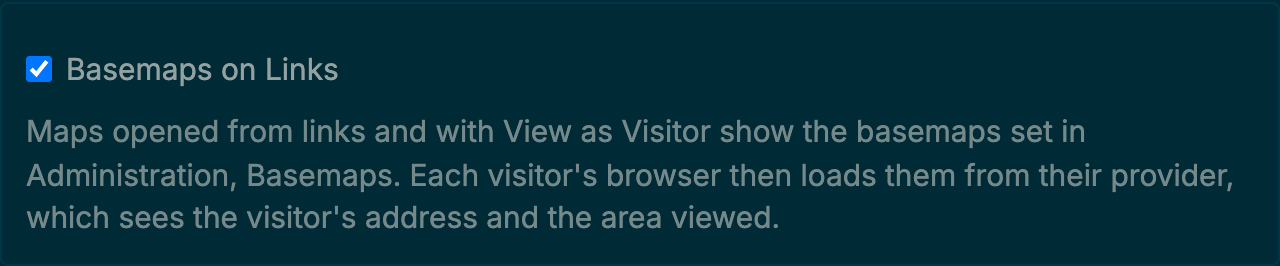 Basemaps on Links
Maps opened from links and with View as Visitor show the basemaps set in
Administration, Basemaps. Each visitor's browser then loads them from their provider,
which sees the visitor's address and the area viewed.